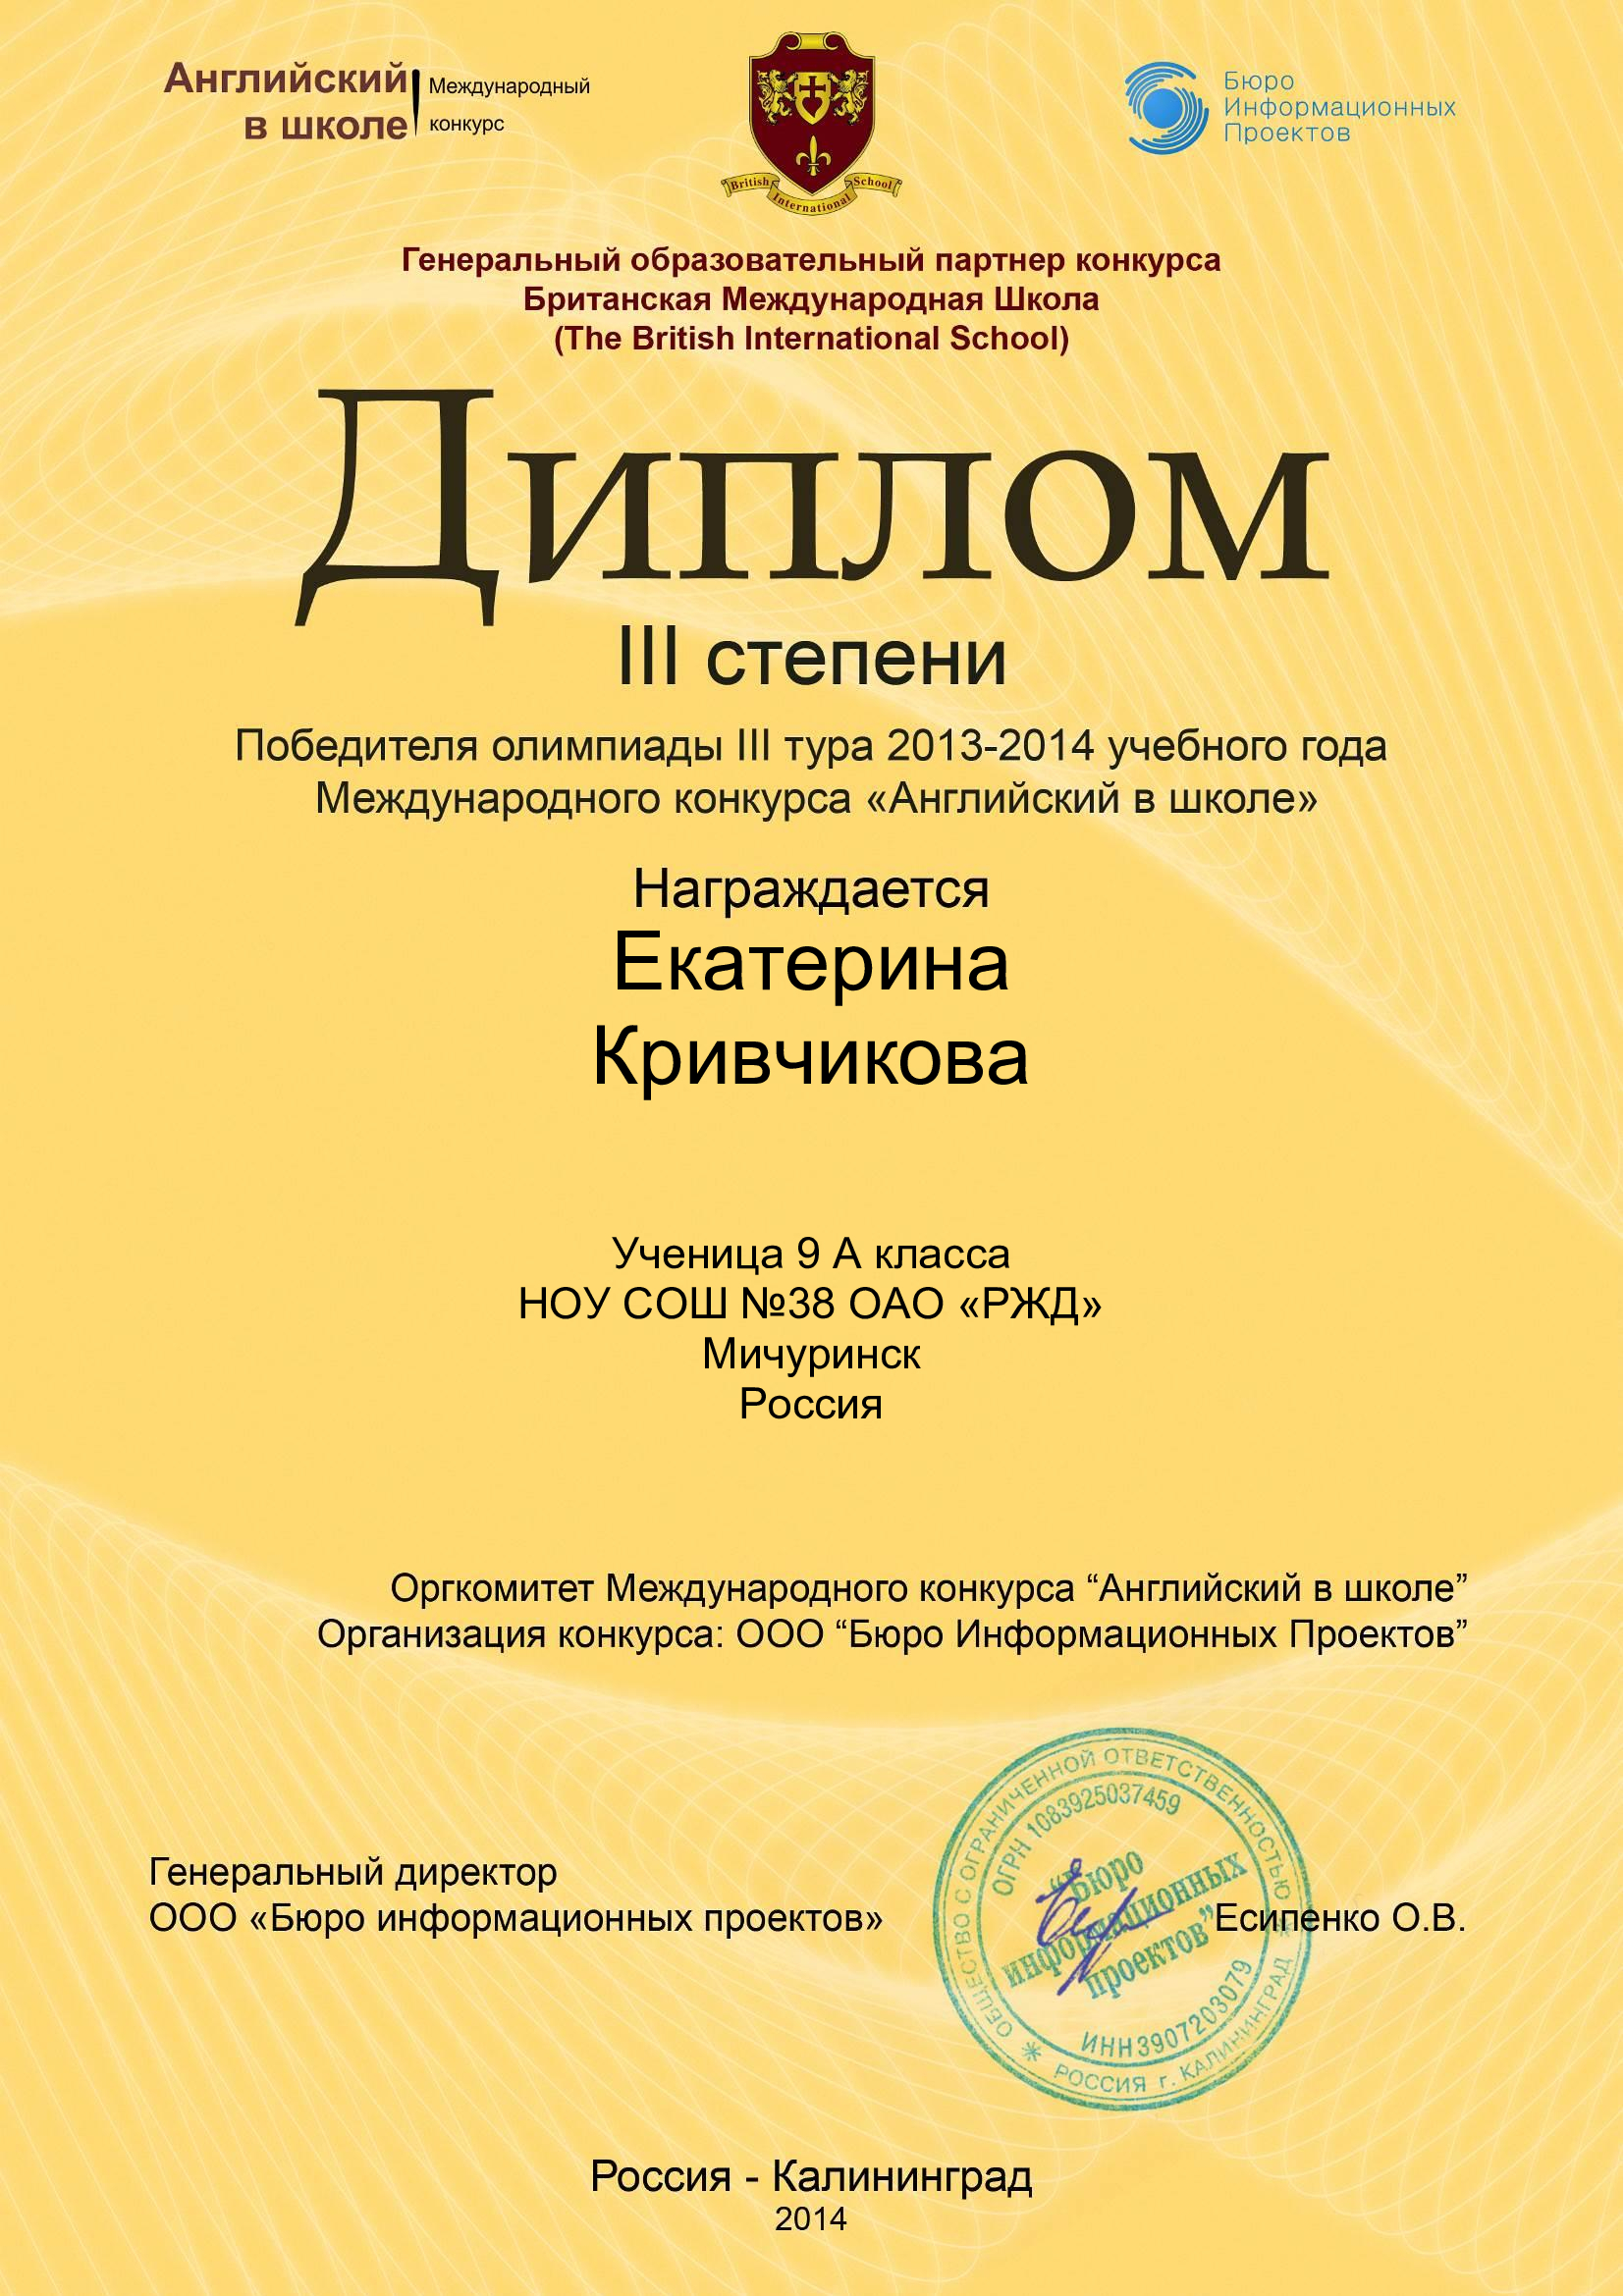 Английский
в школе
Международный
конкурс
British International School
Бюро
Информационных
Проектов
Генеральный образовательный партнер конкурса
Британская Международная Школа
(The British International School)
Диплом
III степени
Победителя олимпиады III тура 2013-2014 учебного года
Международного конкурса «Английский в школе»
Награждается
Екатерина
Кривчикова
Ученица 9 А класса
НОУ СОШ №38 ОАО «РЖД»
Мичуринск
Россия
Оргкомитет Международного конкурса “Английский в школе”
Организация конкурса: ООО “Бюро Информационных Проектов”
Генеральный директор
ООО «Бюро информационных проектов»
Есипенко О.В.
ОБЩЕСТВО С ОГРАНИЧЕННОЙ ОТВЕТСТВЕННОСТЬЮ
ОГРН 1083925037459
“Бюро
информационных
проектов”
ИНН3907203079
РОССИЯ г. КАЛИНИНГРАД
Россия - Калининград
2014